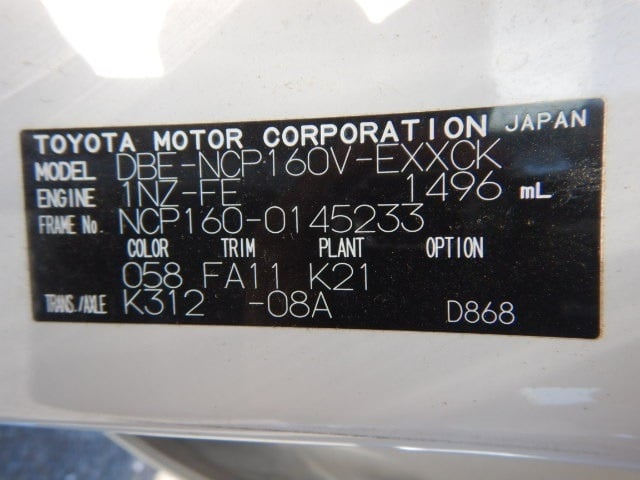 TOYOTA MOTOR CORPORATION JAPAN
MODEL DBE-NCP160V-EXXCK
ENGINE 1NZ-FE 1496 mL
FRAME No. NCP160-0145233
COLOR TRIM PLANT OPTION
058 FA11 K21
TRANS./AXLE K312 -08A D868